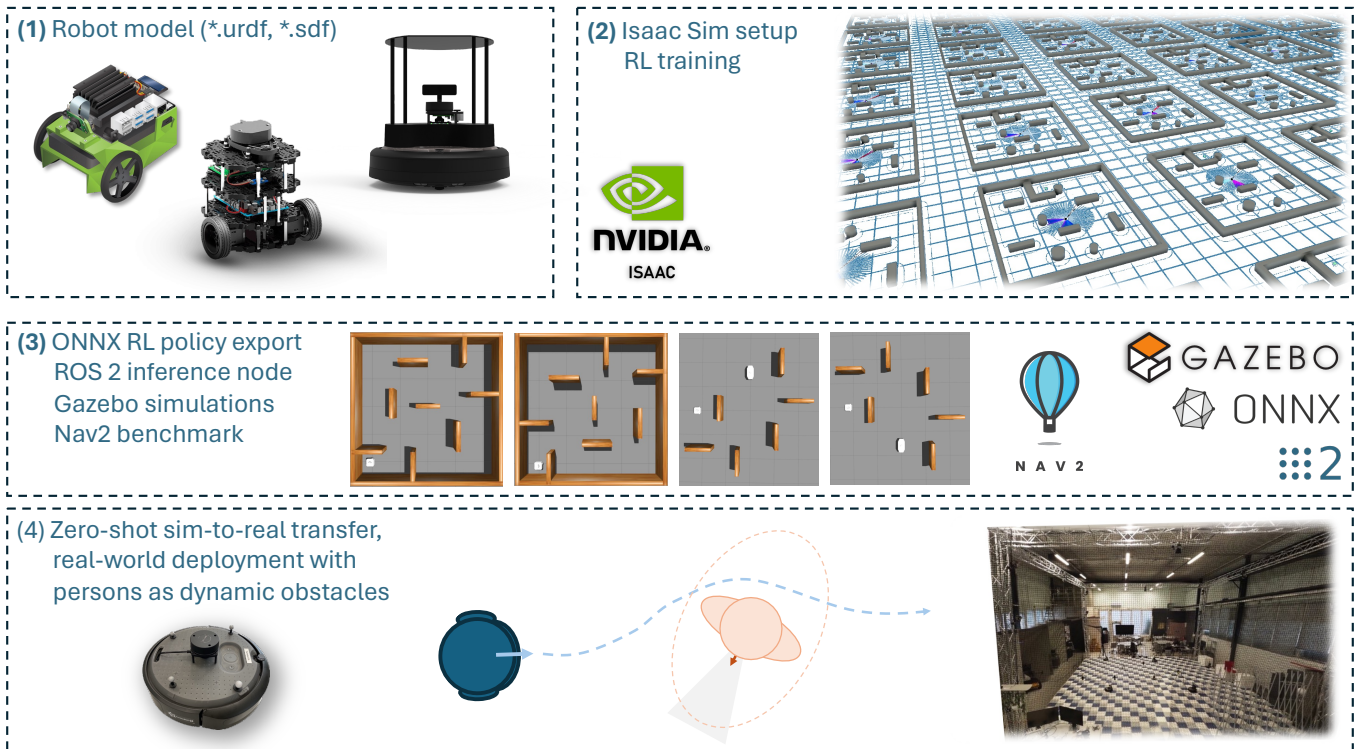 (1) Robot model (*.urdf, *.sdf)
(2) Isaac Sim setup
RL training
NVIDIA.
ISAAC
(3) ONNX RL policy export
ROS 2 inference node
Gazebo simulations
Nav2 benchmark
NAV2
GAZEBO
ONNX
2
(4) Zero-shot sim-to-real transfer,
real-world deployment with
persons as dynamic obstacles